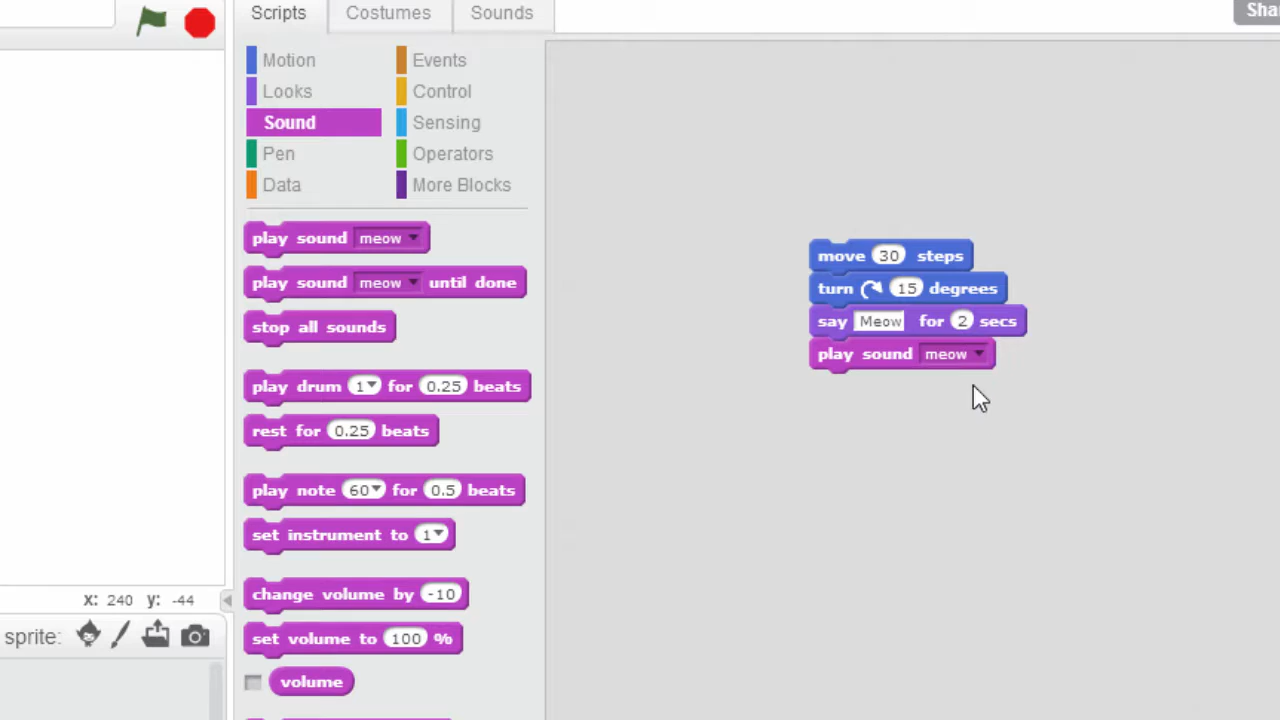 Scripts Costumes Sounds
Sha
Motion Events
Looks Control
Sound Sensing
Pen Operators
Data More Blocks
play sound meow
play sound meow until done
stop all sounds
play drum 1 for 0.25 beats
rest for 0.25 beats
play note 60 for 0.5 beats
set instrument to 1
change volume by -10
set volume to 100 %
volume
move 30 steps
turn 15 degrees
say Meow for 2 secs
play sound meow
x: 240 y: -44
sprite: